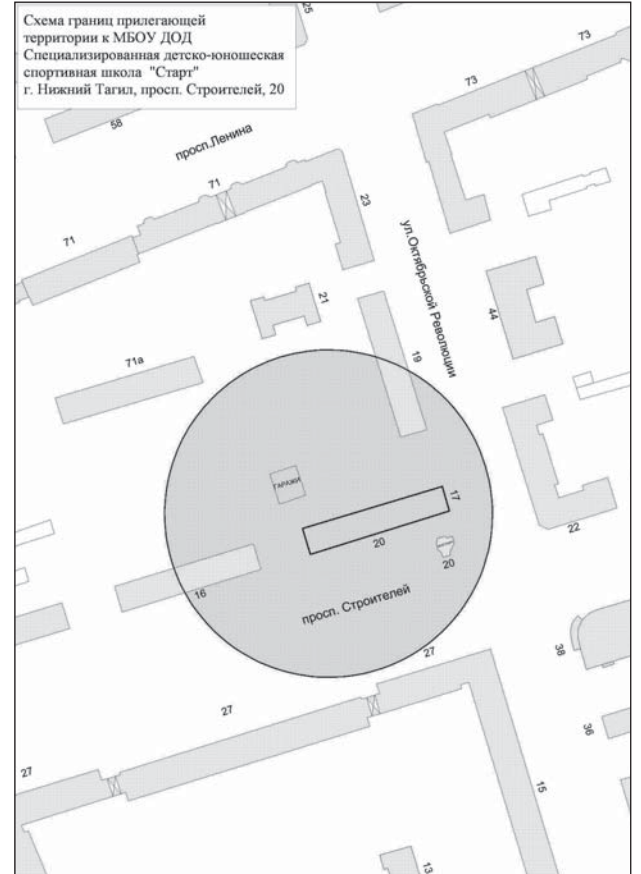 Схема границ прилегающей
территории к МБОУ ДОД
Специализированная детско-юношеская
спортивная школа "Старт"
г. Нижний Тагил, просп. Строителей, 20
25
73
73
58
просп.Ленина
71
23
71
ул.Октябрьской Революции
21
44
71а
19
ГАРАЖИ
17
20
22
20
16
просп. Строителей
27
38
27
36
27
15
13